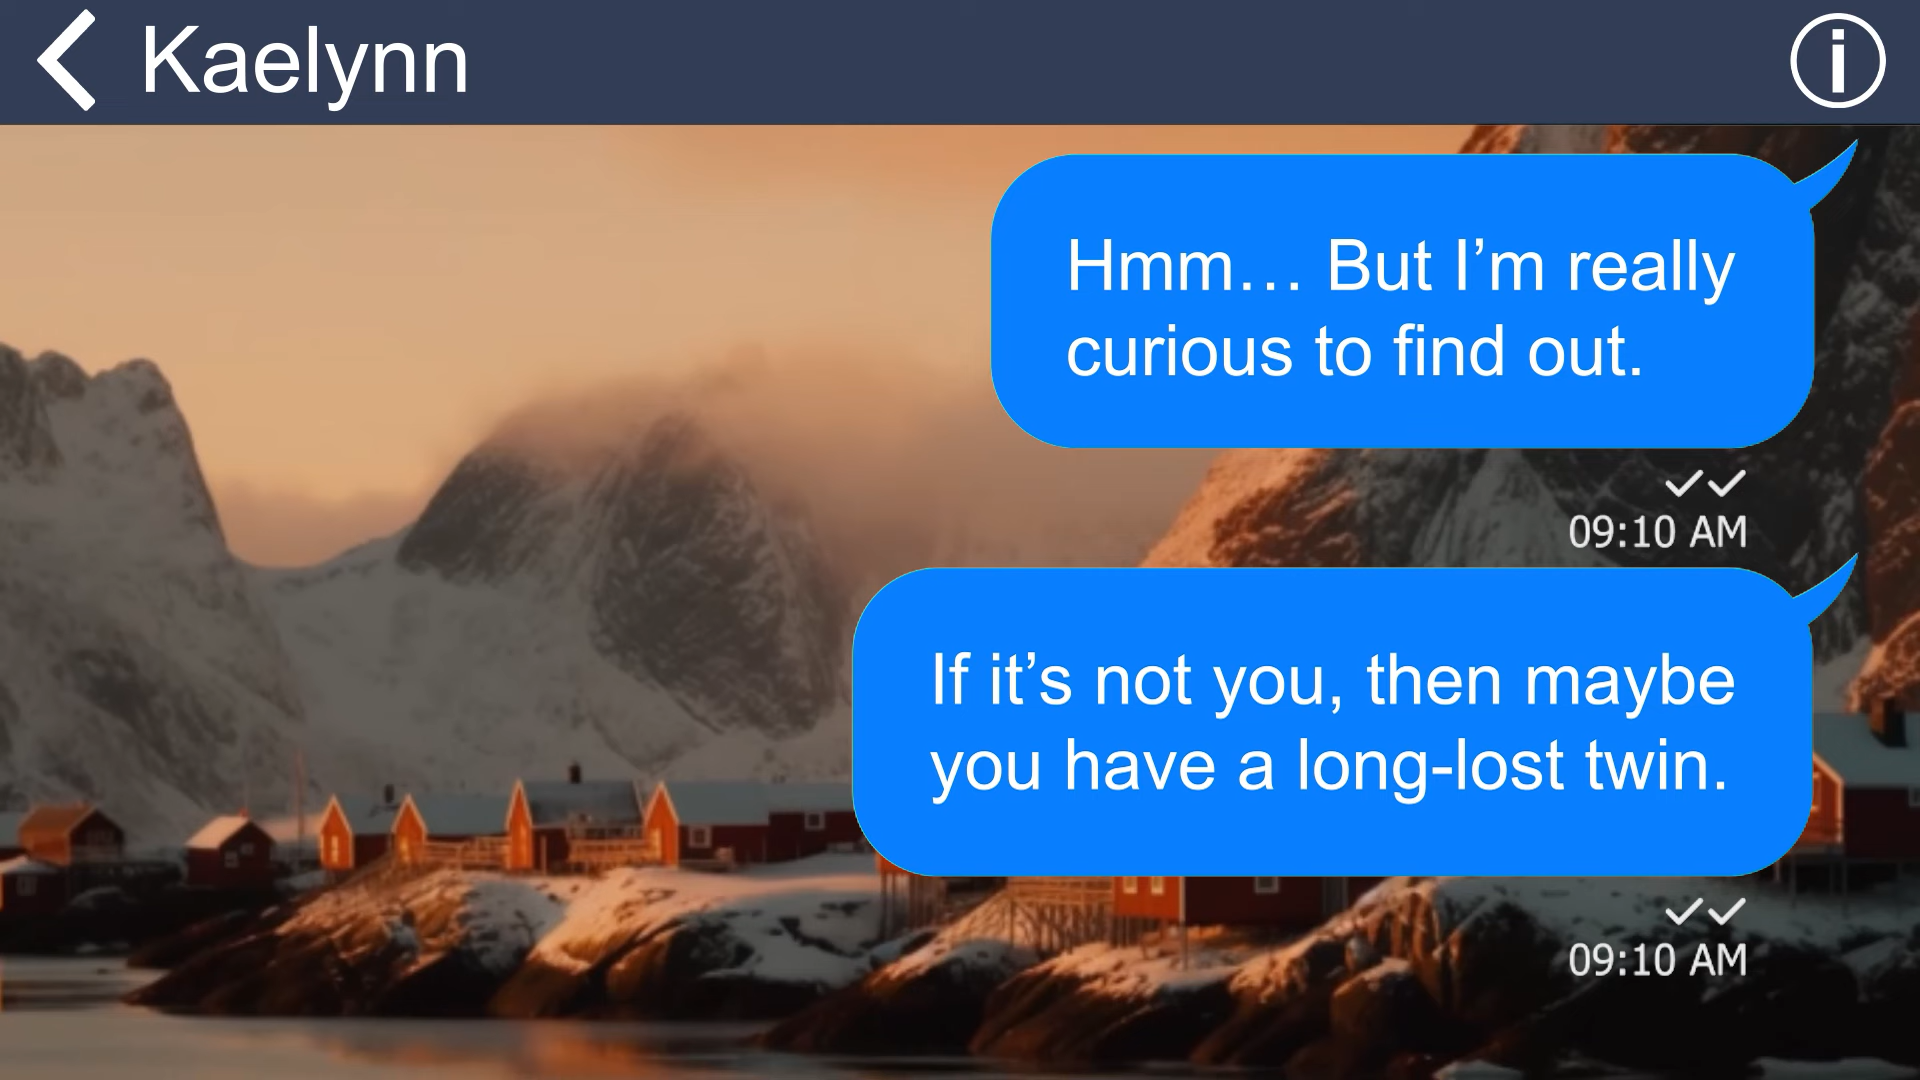 Kaelynn
Hmm… But I’m really
curious to find out.
09:10 AM
If it’s not you, then maybe
you have a long-lost twin.
09:10 AM